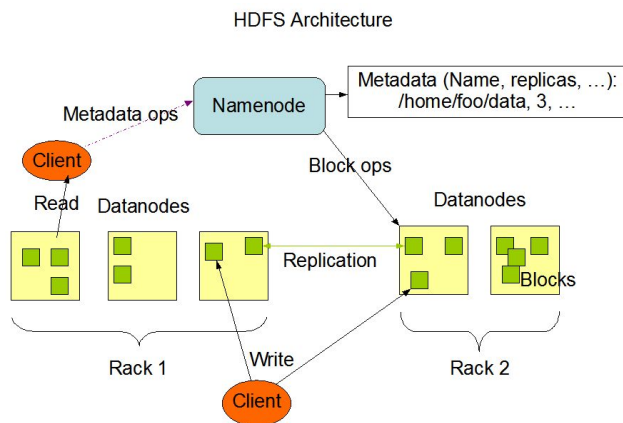 HDFS Architecture
Metadata (Name, replicas, ...):
/home/foo/data, 3, ...
Namenode
Metadata ops
Client
Block ops
Read
Datanodes
Datanodes
Replication
Blocks
Write
Rack 1
Rack 2
Client